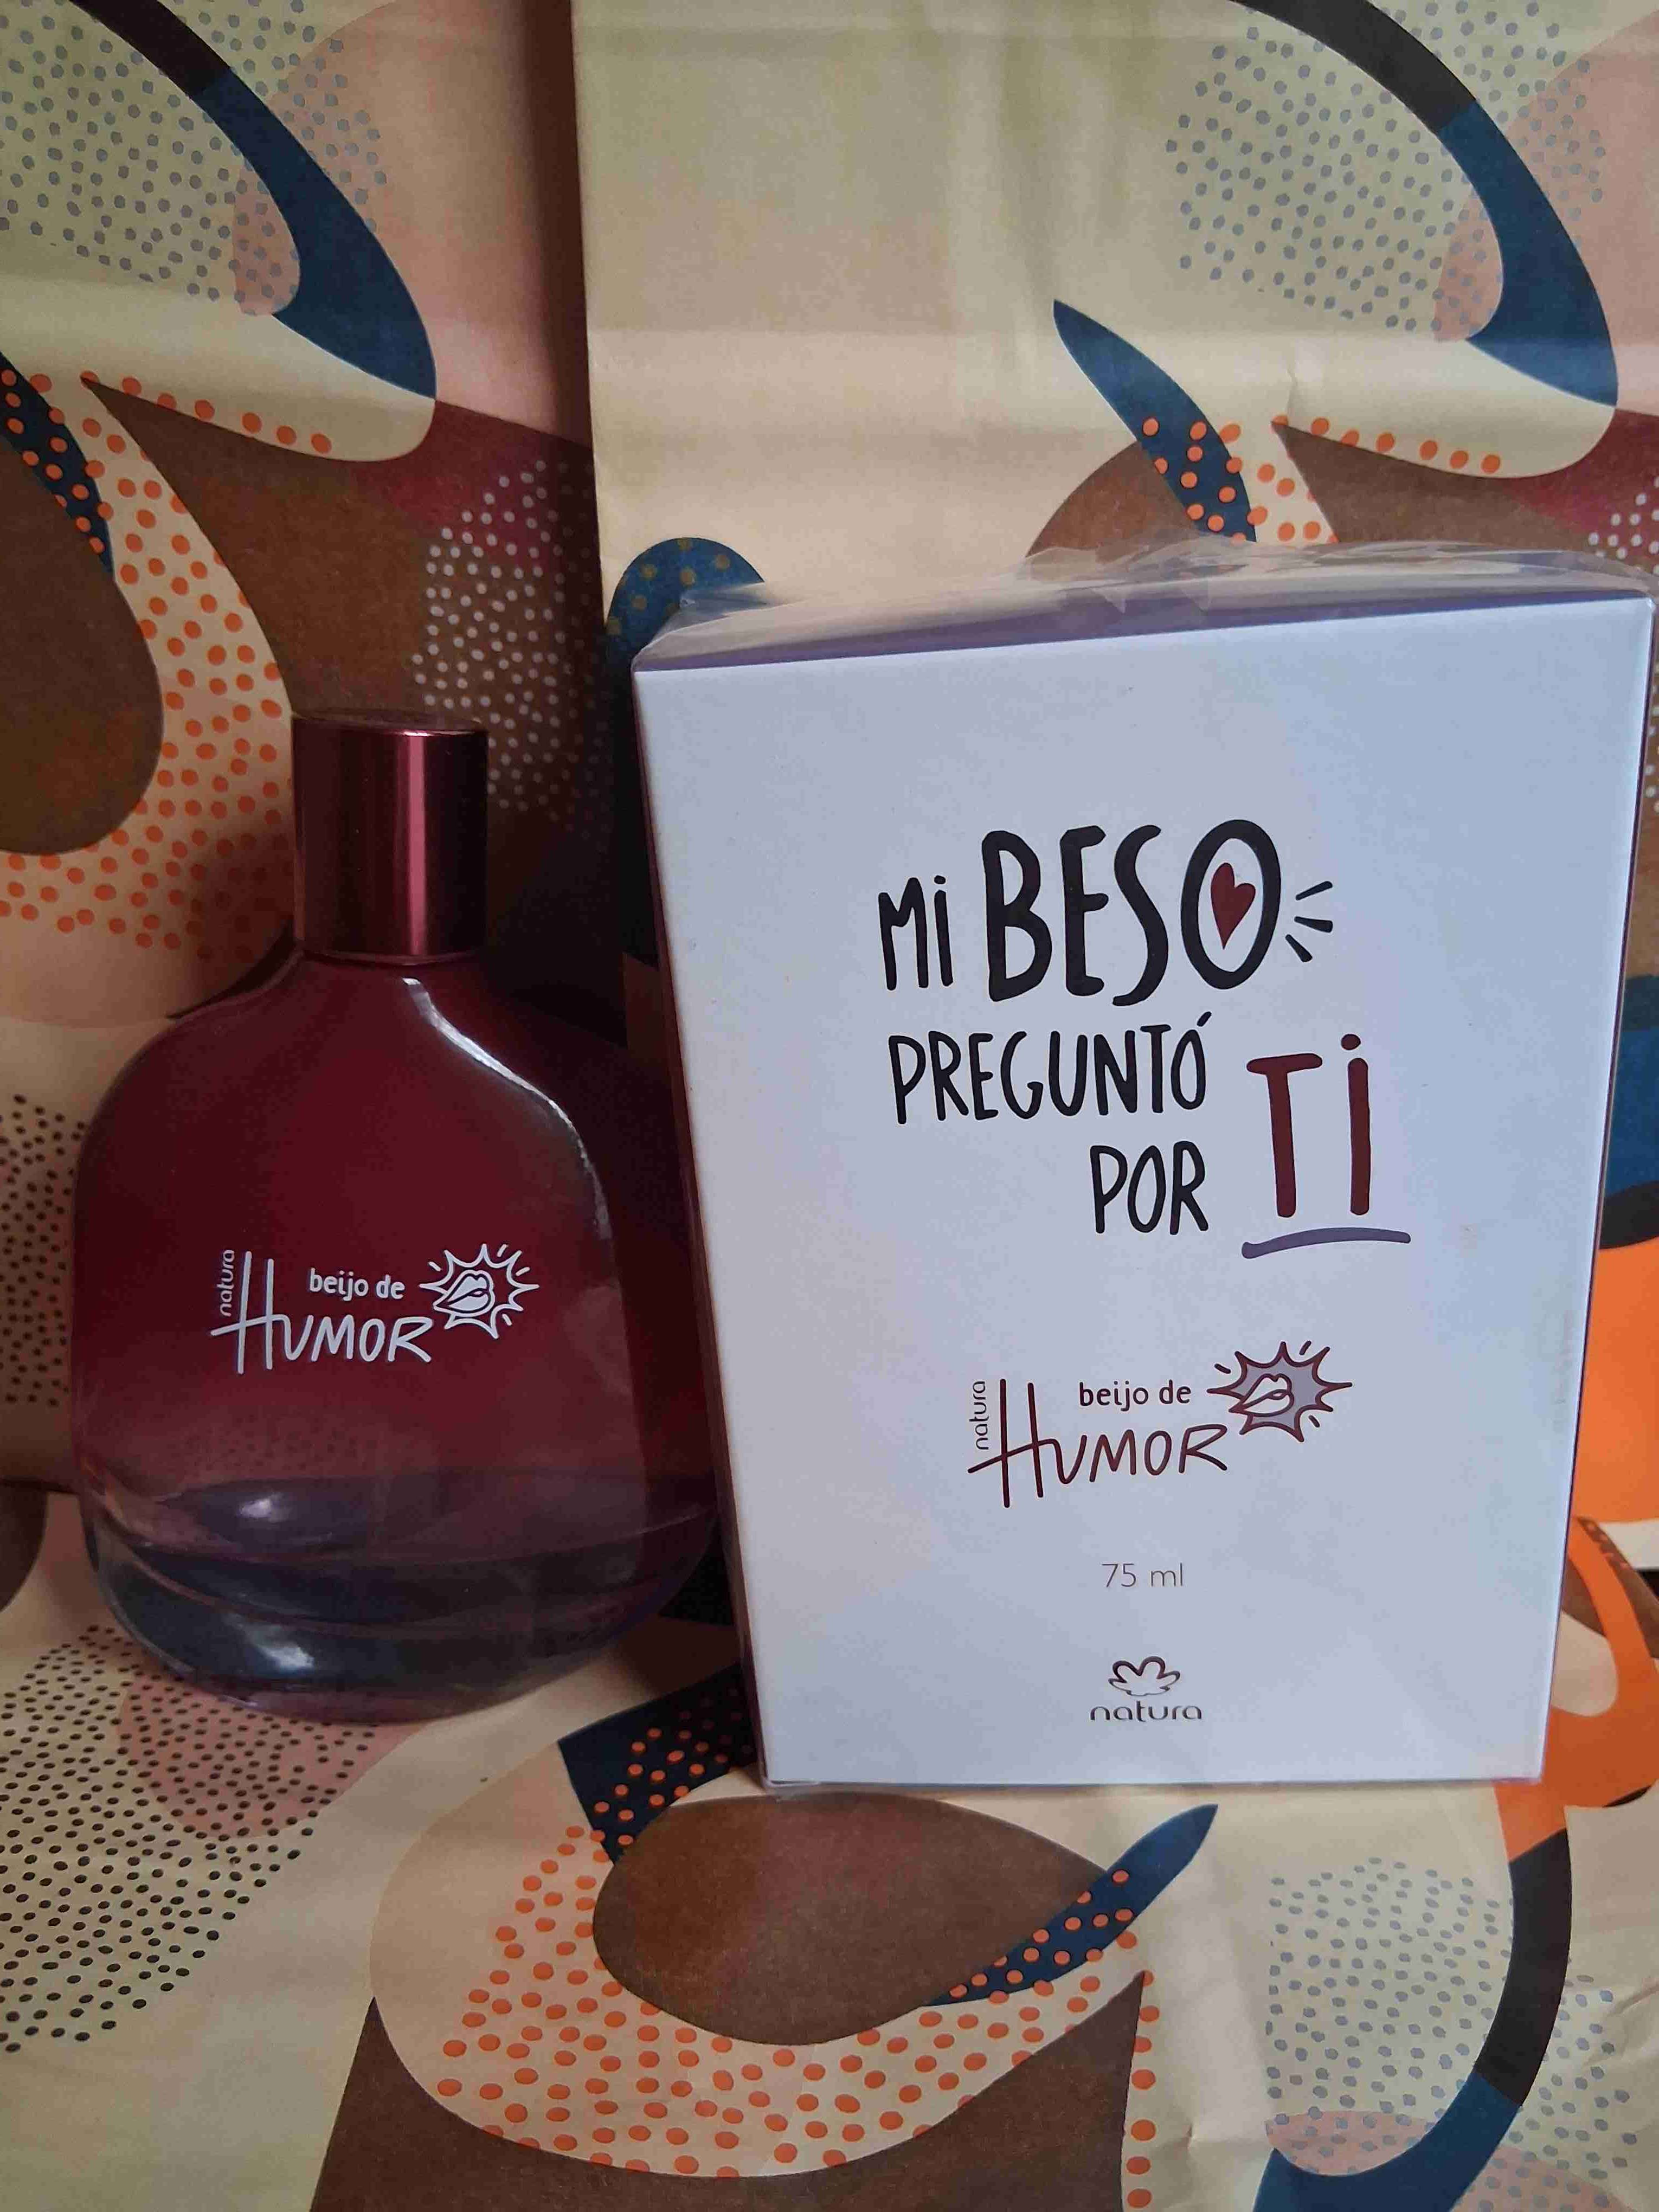 natura
beijo de
HUMOR
Mi BESO
PREGUNTÓ
POR Ti
natura
beijo de
HUMOR
75 ml
natura